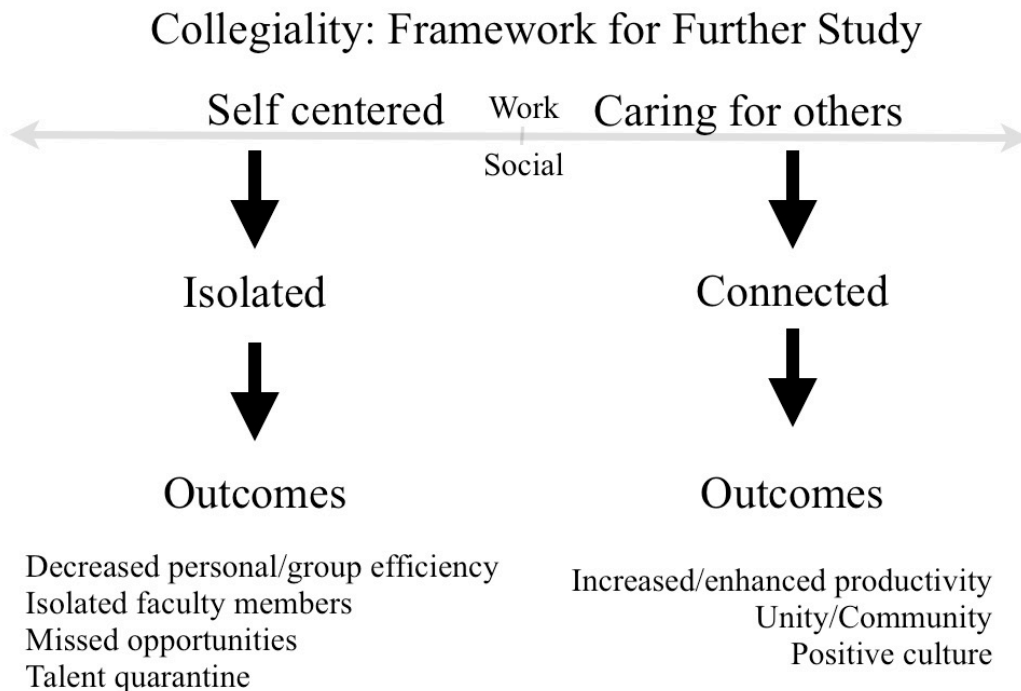 Collegiality: Framework for Further Study
Self centered
Work
Caring for others
Social
Isolated
Connected
Outcomes
Outcomes
Decreased personal/group efficiency
Isolated faculty members
Missed opportunities
Talent quarantine
Increased/enhanced productivity
Unity/Community
Positive culture